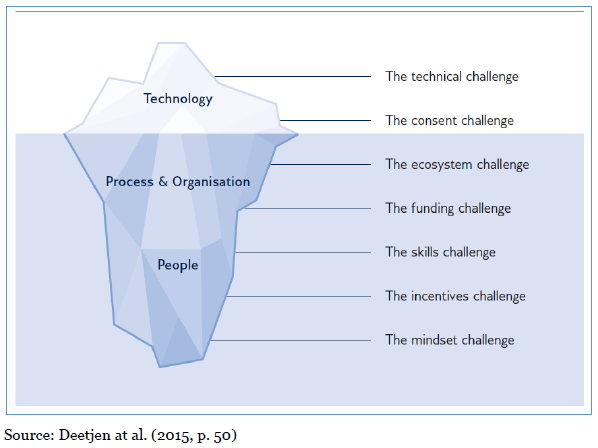 Technology
Process & Organisation
People
The technical challenge
The consent challenge
The ecosystem challenge
The funding challenge
The skills challenge
The incentives challenge
The mindset challenge
Source: Deetjen at al. (2015, p. 50)